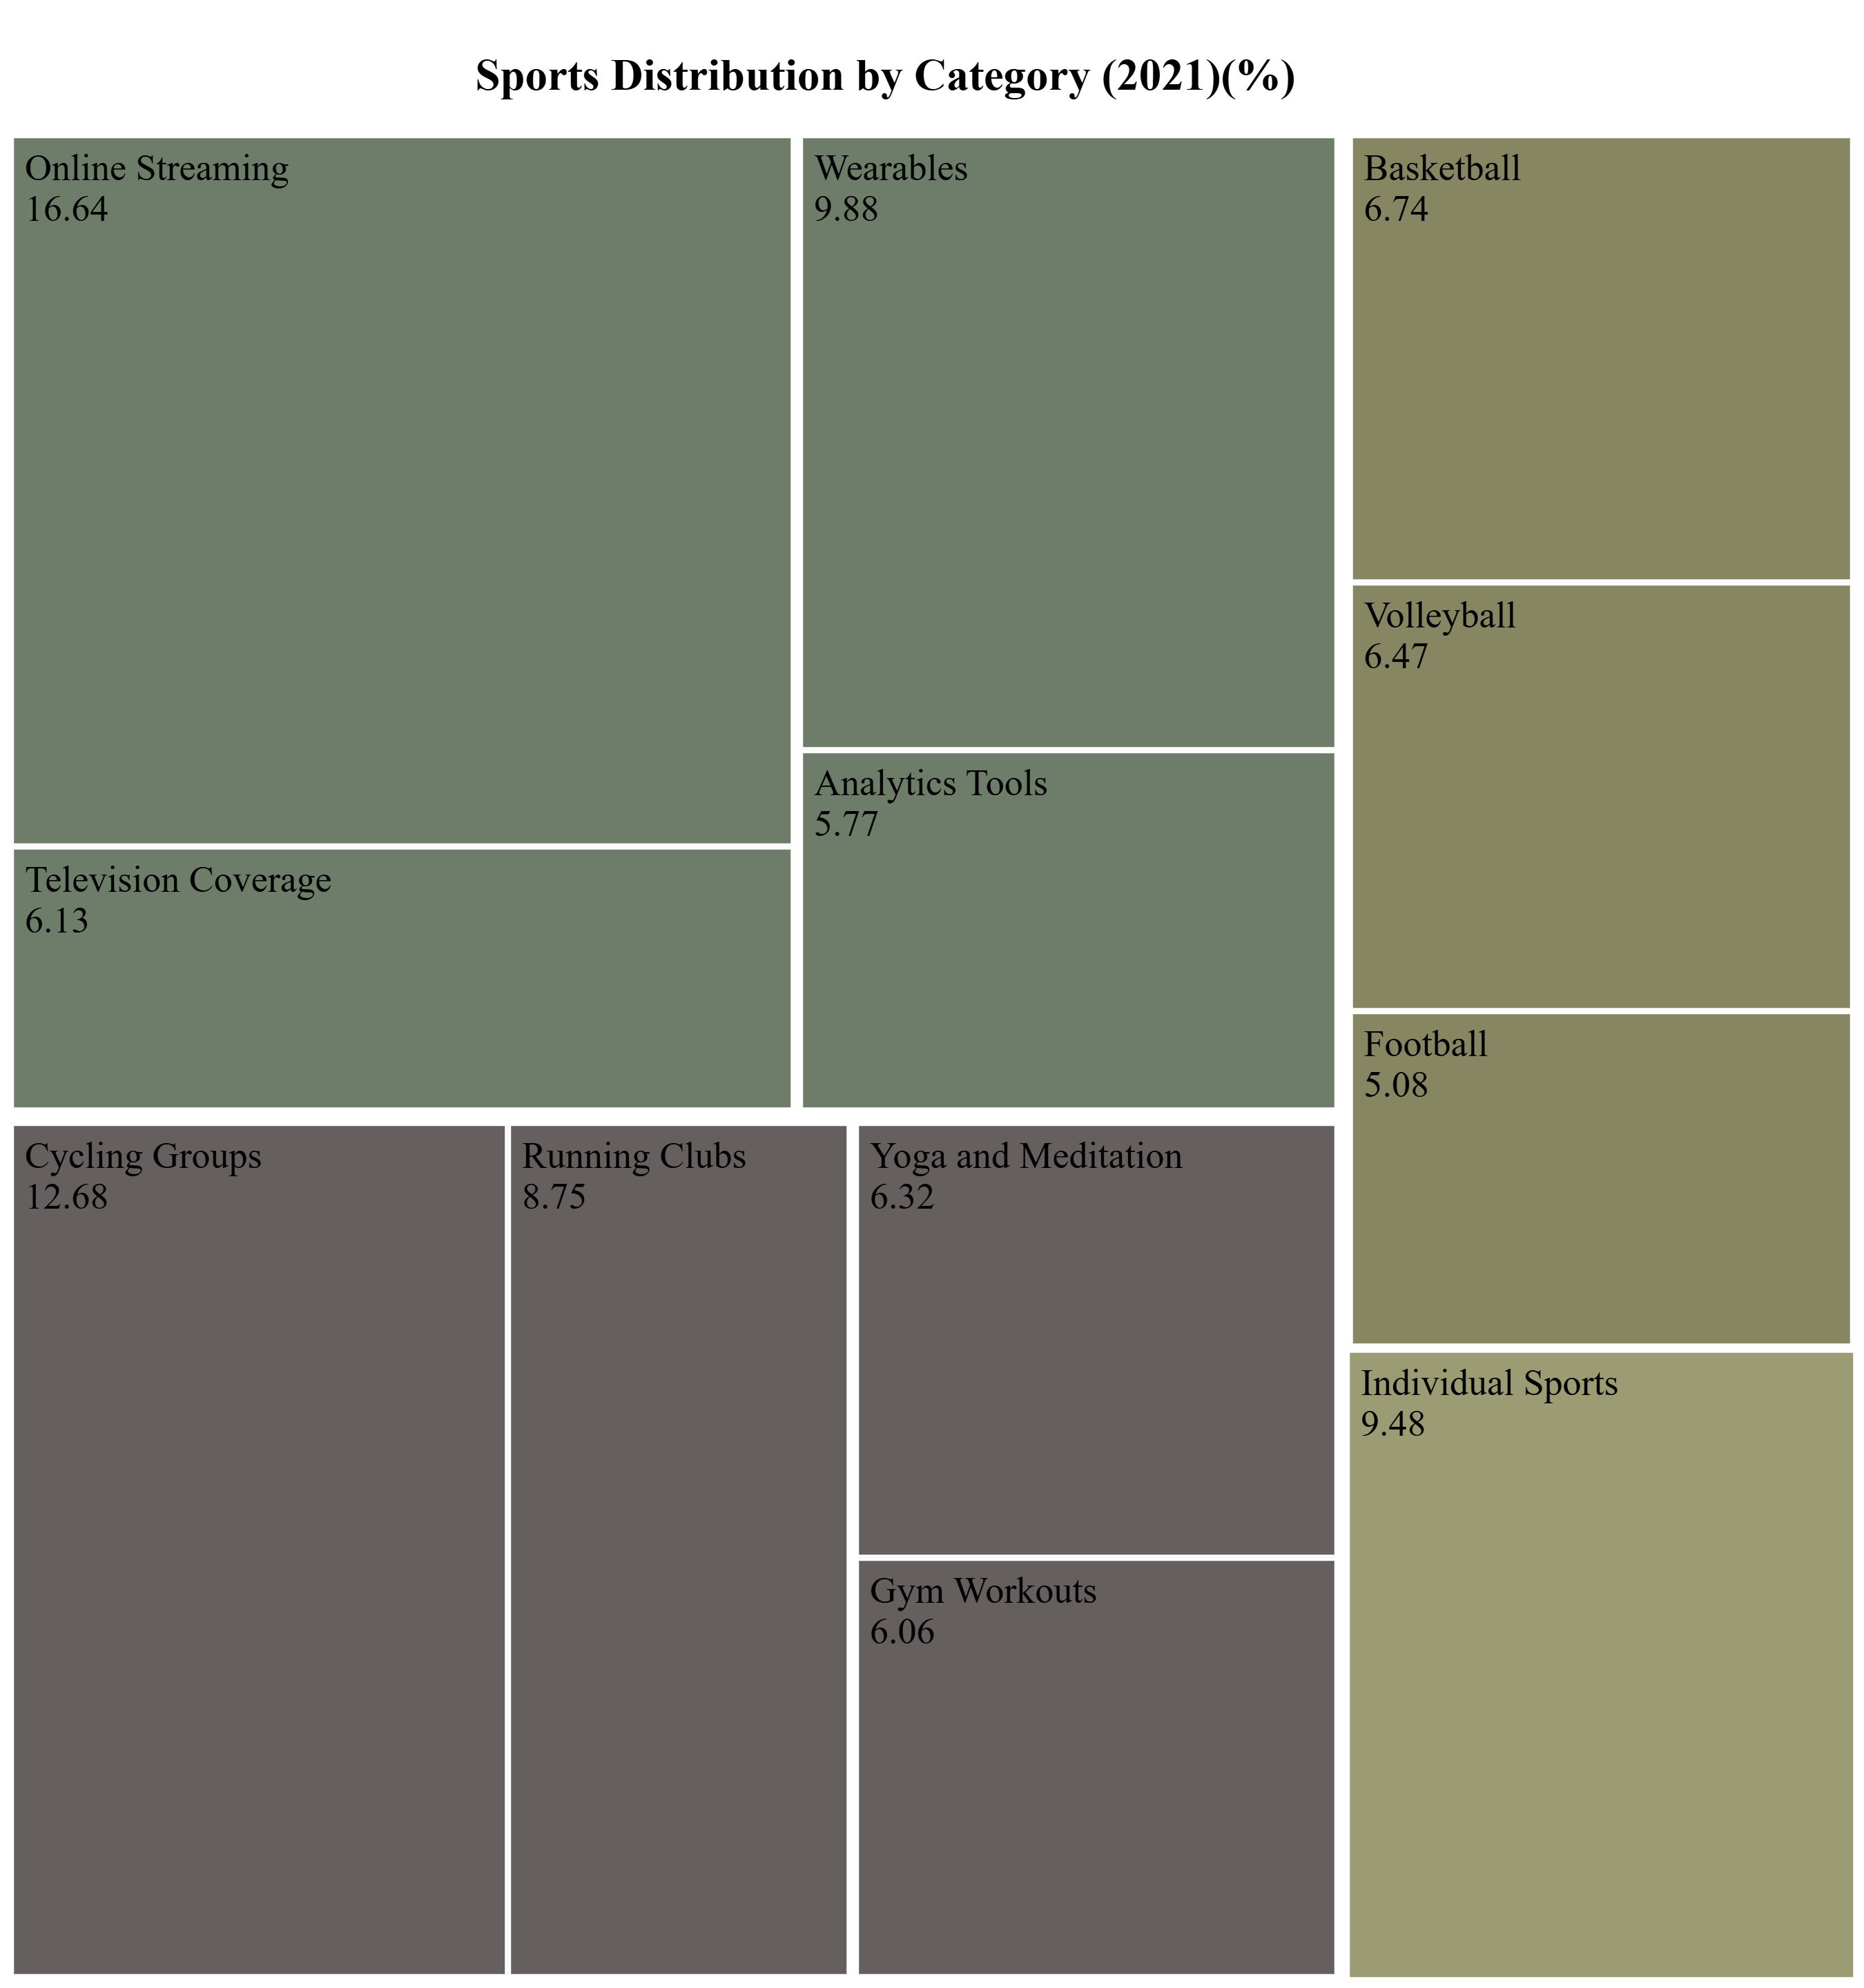 Sports Distribution by Category (2021)(%)
Online Streaming
16.64
Wearables
9.88
Basketball
6.74
Volleyball
6.47
Analytics Tools
5.77
Television Coverage
6.13
Football
5.08
Cycling Groups
12.68
Running Clubs
8.75
Yoga and Meditation
6.32
Individual Sports
9.48
Gym Workouts
6.06